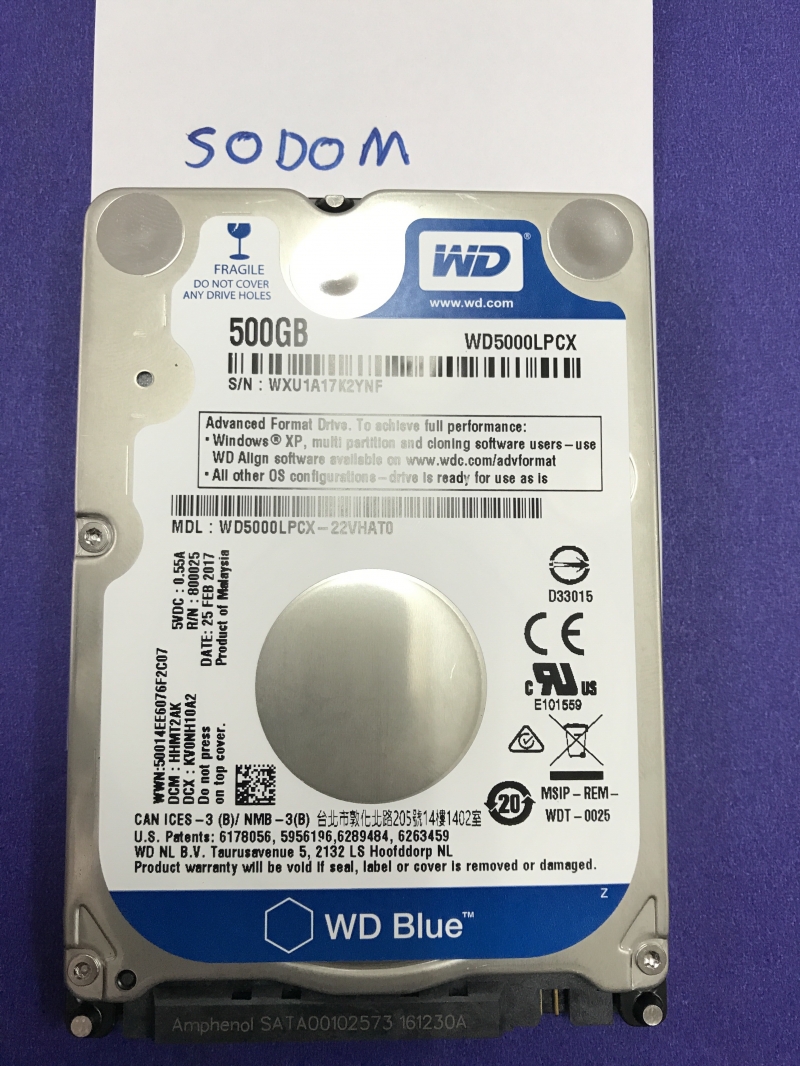 SODOM
FRAGILE
DO NOT COVER
ANY DRIVE HOLES
WD®
www.wd.com
500GB
WD5000LPCX
S/N : WXU1A17K2YNF
Advanced Format Drive. To achieve full performance:
• Windows® XP, multi partition and cloning software users – use
WD Align software available on www.wdc.com/advformat
• All other OS configurations – drive is ready for use as is
MDL : WD5000LPCX – 22VHAT0
5VDC : 0.55A
R/N : 800025
DATE: 25 FEB 2017
Product of Malaysia
WWN:50014EE6076F2C07
DCM : HHMT2AK
DCX : KV0NH10A2
Do not press
on top cover.
D33015
CE
c RU US
E101559
20
MSIP – REM –
WDT – 0025
CAN ICES – 3 (B)/ NMB – 3(B) 台北市敦化北路205號14樓1402室
U.S. Patents: 6178056, 5956196,6289484, 6263459
WD NL B.V. Taurusavenue 5, 2132 LS Hoofddorp NL
Product warranty will be void if seal, label or cover is removed or damaged.
Z
WD Blue™
Amphenol SATA00102573 161230A